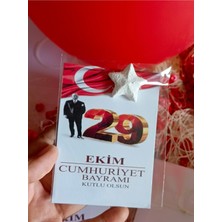 29
EKİM
CUMHURİYET
BAYRAMI
KUTLU OLSUN